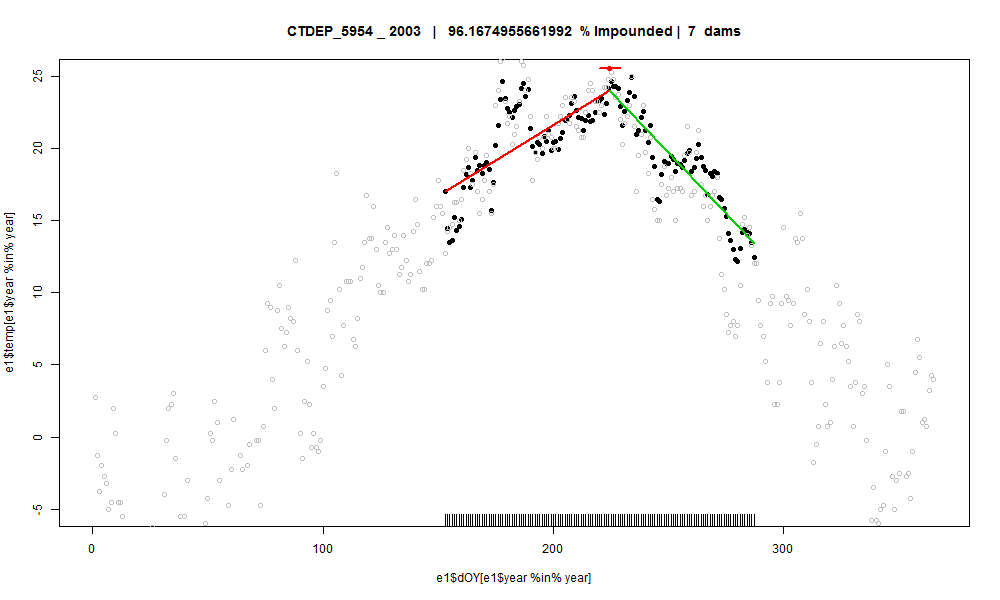 CTDEP_5954 _ 2003 | 96.1674955661992 % Impounded | 7 dams
25
20
15
10
5
0
-5
e1$temp[e1$year %in% year]
0 100 200 300
e1$dOY[e1$year %in% year]